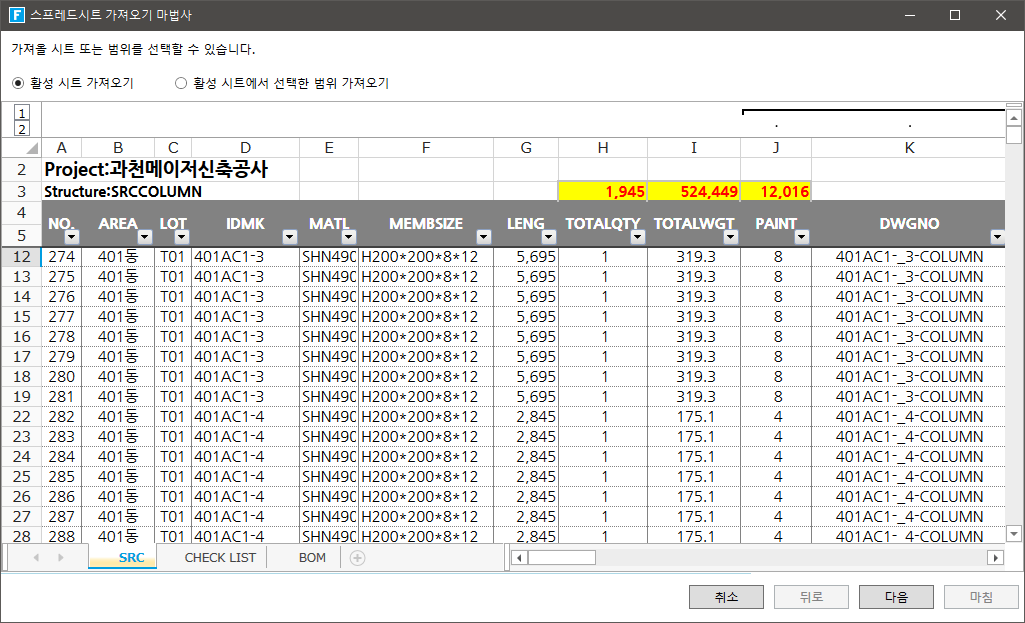 F 스프레드시트 가져오기 마법사
가져올 시트 또는 범위를 선택할 수 있습니다.
활성 시트 가져오기 활성 시트에서 선택한 범위 가져오기
1
2
. .
A B C D E F G H I J K
2 Project:과천메이저신축공사
3 Structure:SRCCOLUMN 1,945 524,449 12,016
4 NO. AREA LOT IDMK MATL MEMBSIZE LENG TOTALQTY TOTALWGT PAINT DWGNO
5
12 274 401동 T01 401AC1-3 SHN490 H200*200*8*12 5,695 1 319.3 8 401AC1-_3-COLUMN
13 275 401동 T01 401AC1-3 SHN490 H200*200*8*12 5,695 1 319.3 8 401AC1-_3-COLUMN
14 276 401동 T01 401AC1-3 SHN490 H200*200*8*12 5,695 1 319.3 8 401AC1-_3-COLUMN
15 277 401동 T01 401AC1-3 SHN490 H200*200*8*12 5,695 1 319.3 8 401AC1-_3-COLUMN
16 278 401동 T01 401AC1-3 SHN490 H200*200*8*12 5,695 1 319.3 8 401AC1-_3-COLUMN
17 279 401동 T01 401AC1-3 SHN490 H200*200*8*12 5,695 1 319.3 8 401AC1-_3-COLUMN
18 280 401동 T01 401AC1-3 SHN490 H200*200*8*12 5,695 1 319.3 8 401AC1-_3-COLUMN
19 281 401동 T01 401AC1-3 SHN490 H200*200*8*12 5,695 1 319.3 8 401AC1-_3-COLUMN
22 282 401동 T01 401AC1-4 SHN490 H200*200*8*12 2,845 1 175.1 4 401AC1-_4-COLUMN
23 283 401동 T01 401AC1-4 SHN490 H200*200*8*12 2,845 1 175.1 4 401AC1-_4-COLUMN
24 284 401동 T01 401AC1-4 SHN490 H200*200*8*12 2,845 1 175.1 4 401AC1-_4-COLUMN
25 285 401동 T01 401AC1-4 SHN490 H200*200*8*12 2,845 1 175.1 4 401AC1-_4-COLUMN
26 286 401동 T01 401AC1-4 SHN490 H200*200*8*12 2,845 1 175.1 4 401AC1-_4-COLUMN
27 287 401동 T01 401AC1-4 SHN490 H200*200*8*12 2,845 1 175.1 4 401AC1-_4-COLUMN
28 288 401동 T01 401AC1-4 SHN490 H200*200*8*12 2,845 1 175.1 4 401AC1-_4-COLUMN
SRC CHECK LIST BOM
취소 뒤로 다음 마침